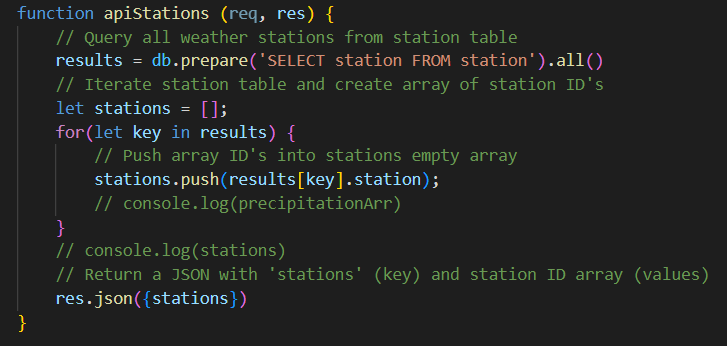 function apiStations (req, res) {
    // Query all weather stations from station table
    results = db.prepare('SELECT station FROM station').all()
    // Iterate station table and create array of station ID's
    let stations = [];
    for(let key in results) {
        // Push array ID's into stations empty array
        stations.push(results[key].station);
        // console.log(precipitationArr)
    }
    // console.log(stations)
    // Return a JSON with 'stations' (key) and station ID array (values)
    res.json({stations})
}